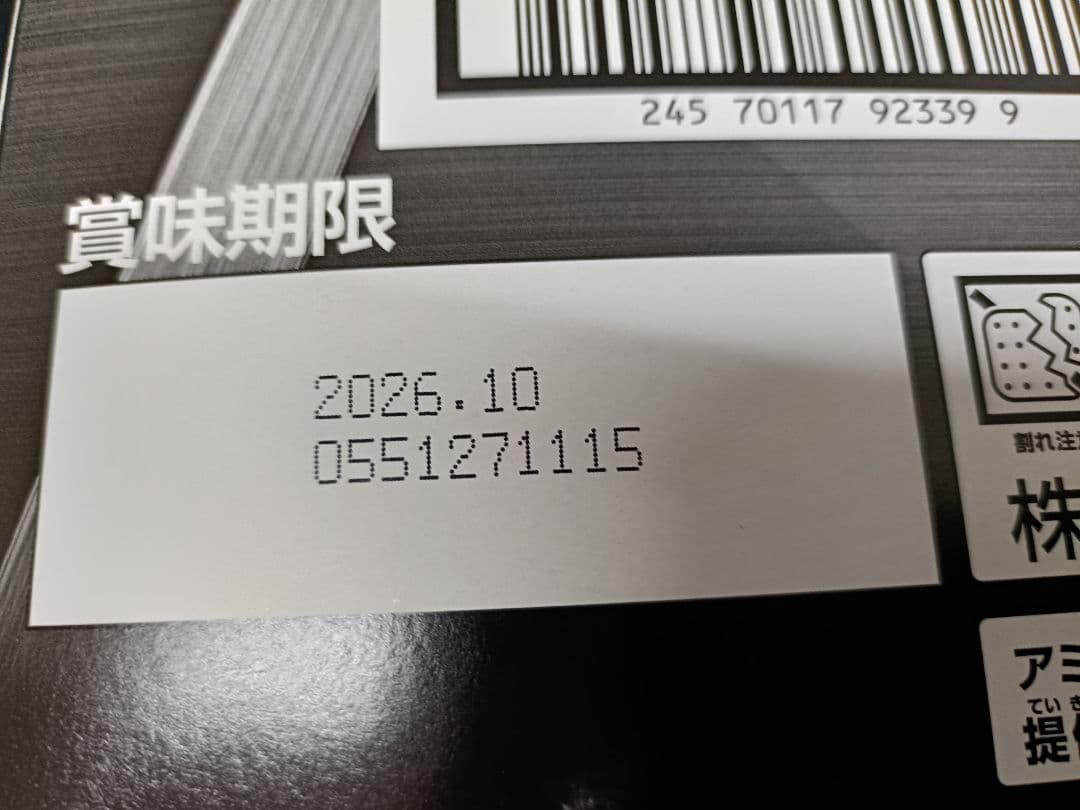 245 70117 92339 9
賞味期限
2026.10
0551271115
割れ注
株
アミ
てい
提